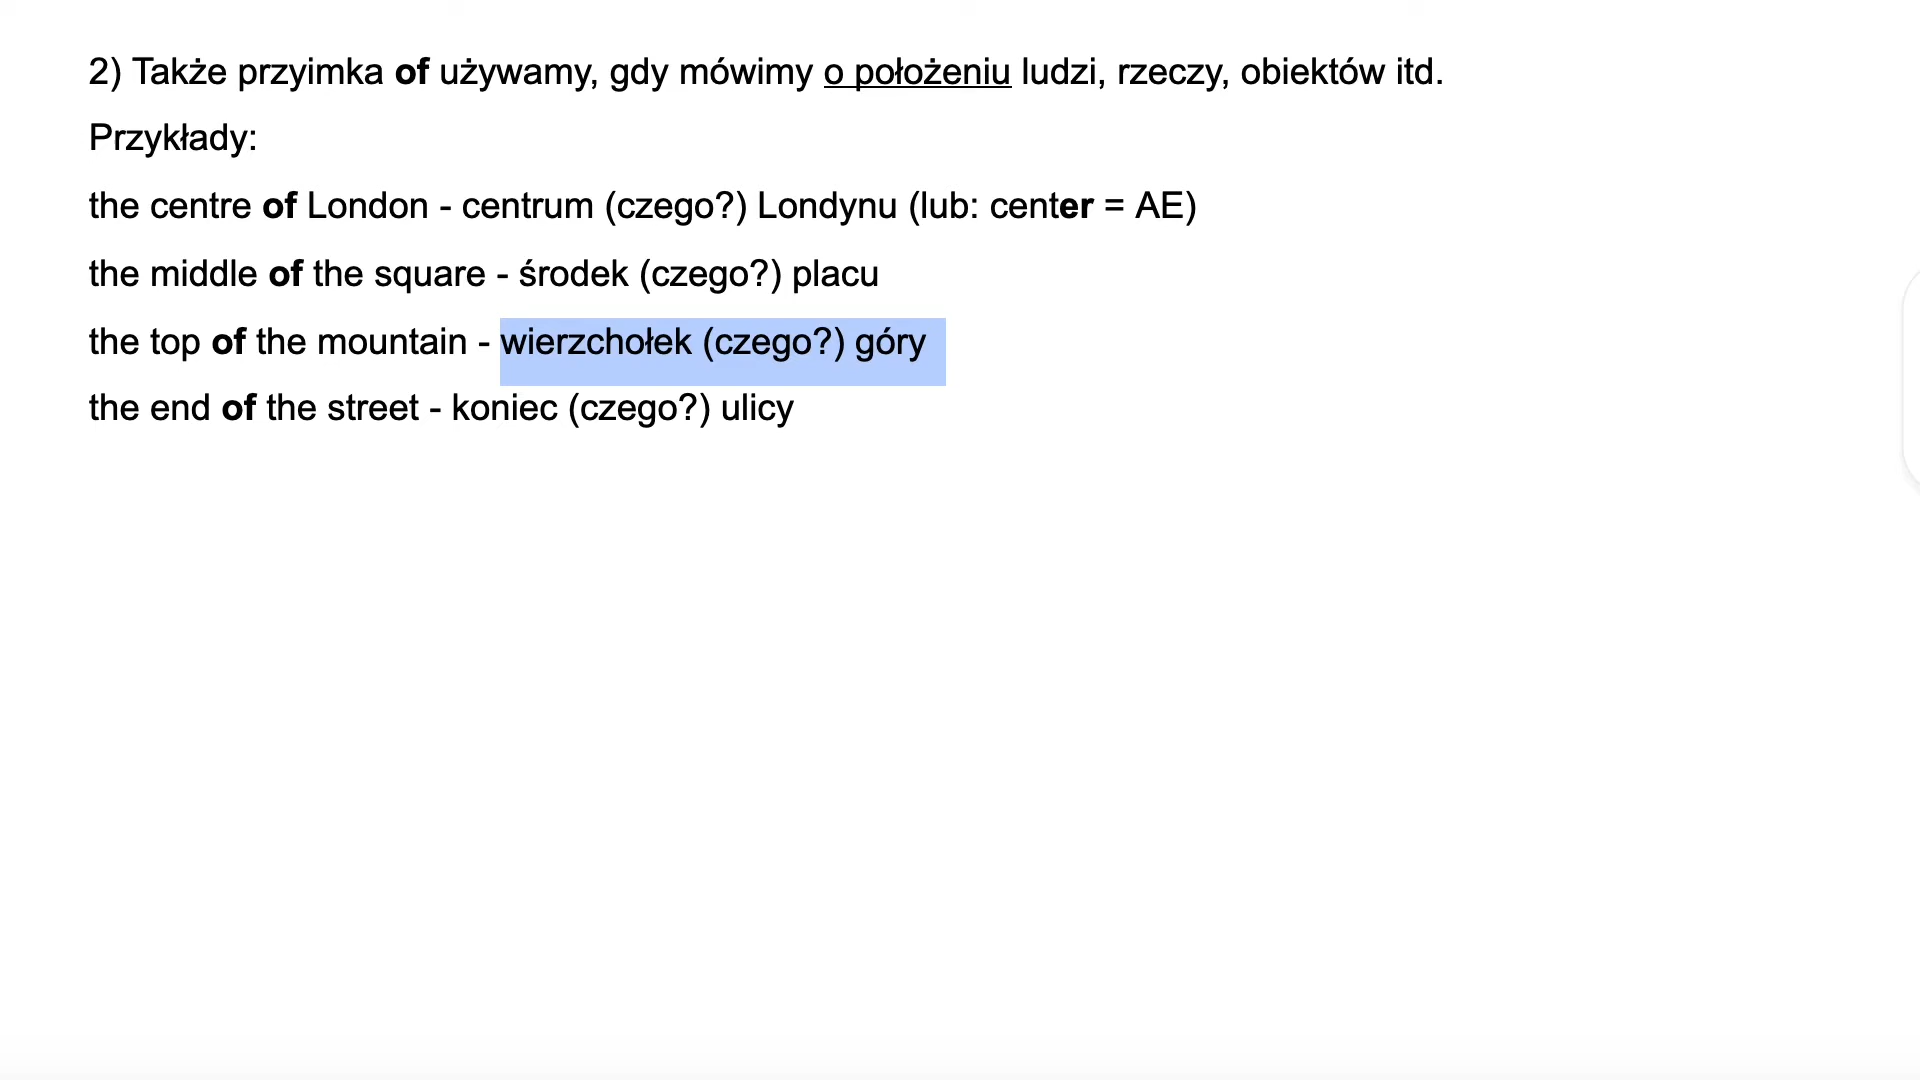 2) Także przyimka of używamy, gdy mówimy o położeniu ludzi, rzeczy, obiektów itd.
Przykłady:
the centre of London - centrum (czego?) Londynu (lub: center = AE)
the middle of the square - środek (czego?) placu
the top of the mountain - wierzchołek (czego?) góry
the end of the street - koniec (czego?) ulicy